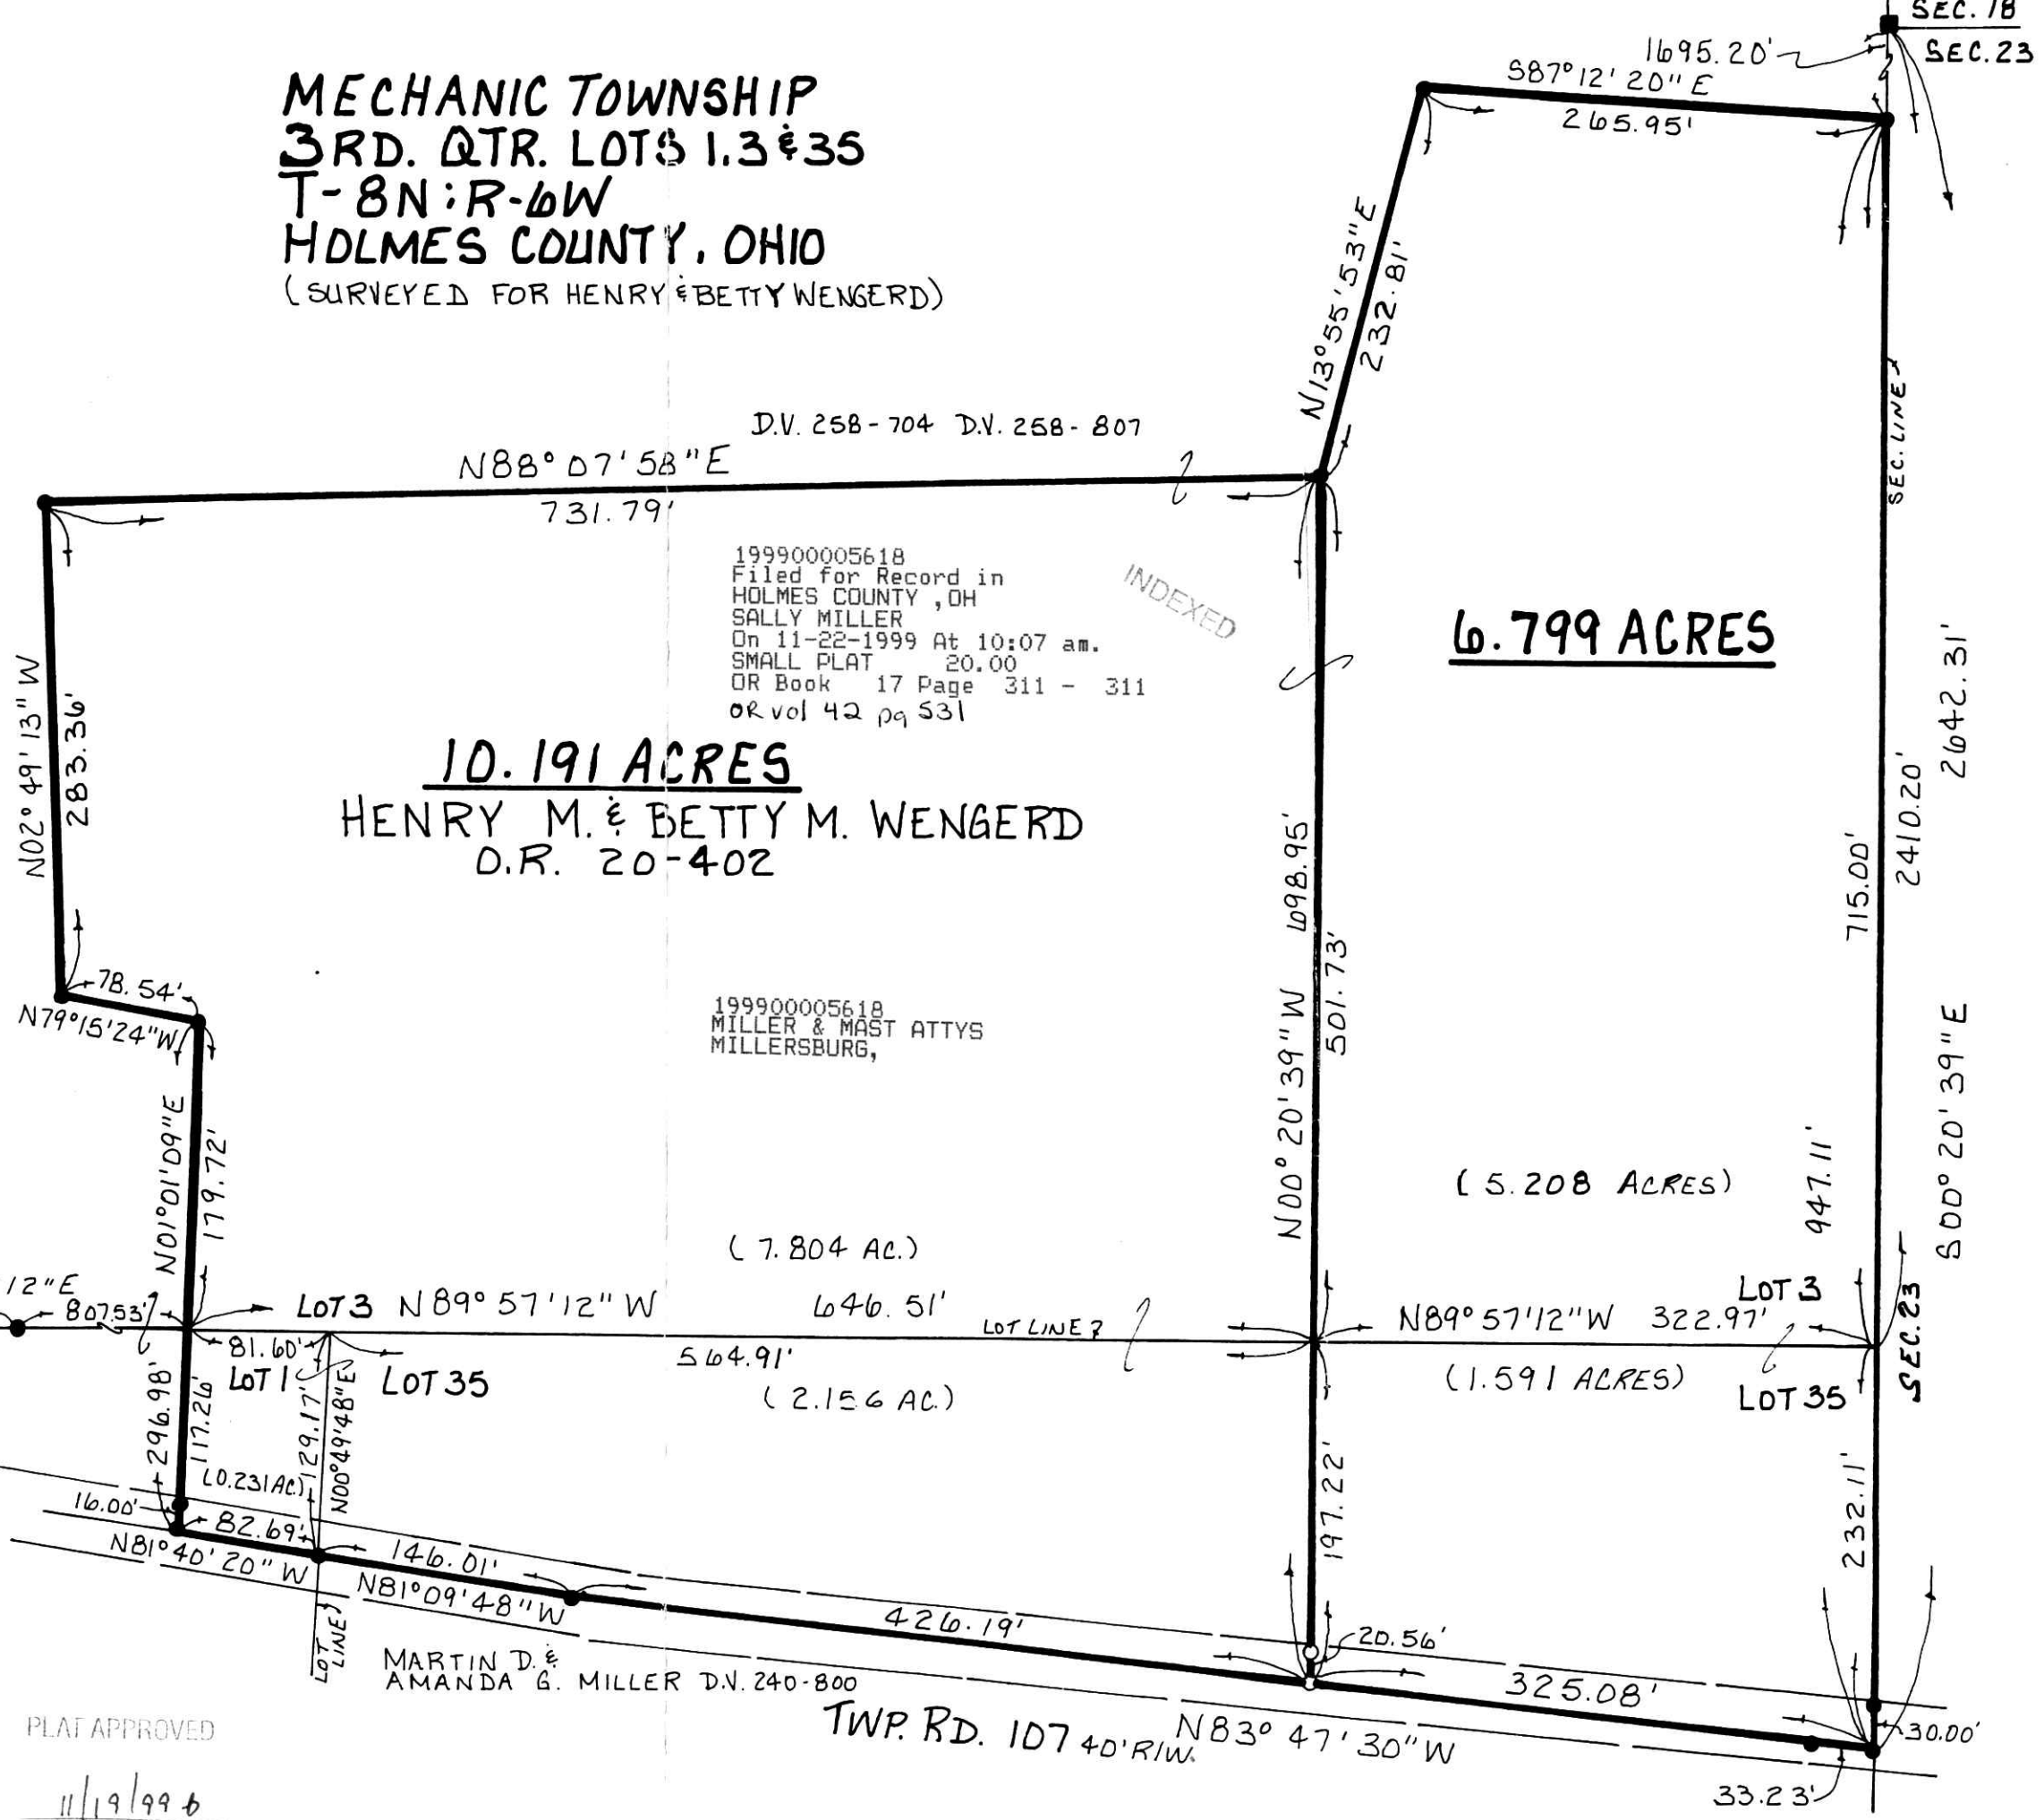 SEC. 18
SEC. 23
1695.20'
S87° 12' 20" E
265.95'
MECHANIC TOWNSHIP
3RD. QTR. LOTS 1.3 & 35
T-8N : R-6W
HOLMES COUNTY, OHIO
(SURVEYED FOR HENRY & BETTY WENGERD)
N13° 55' 53" E
232.81'
SEC. LINE
D.V. 258-704 D.V. 258-807
N88° 07' 58" E
731.79'
199900005618
Filed for Record in
HOLMES COUNTY ,OH
SALLY MILLER
On 11-22-1999 At 10:07 am.
SMALL PLAT 20.00
OR Book 17 Page 311 - 311
OR vol 42 pg 531
INDEXED
6.799 ACRES
N02° 49' 13" W
283.36'
10.191 ACRES
HENRY M. & BETTY M. WENGERD
O.R. 20-402
N00° 20' 39" W 698.95'
501.73'
715.00'
2410.20'
2642.31'
947.11'
S00° 20' 39" E
78.54'
N79° 15' 24" W
199900005618
MILLER & MAST ATTYS
MILLERSBURG,
N01° 01' 09" E
179.72'
(5.208 ACRES)
(7.804 AC.)
12" E
807.53'
LOT 3 N89° 57' 12" W 646.51'
LOT LINE
LOT 3
N89° 57' 12" W 322.97'
SEC. 23
81.60'
564.91'
LOT 1
LOT 35
(2.156 AC.)
(1.591 ACRES)
LOT 35
296.98'
117.26'
129.17'
N00° 49' 48" E
(0.231 AC.)
197.22'
232.11'
16.00'
82.69'
N81° 40' 20" W
146.01'
N81° 09' 48" W
426.19'
20.56'
325.08'
LOT LINE
MARTIN D. &
AMANDA G. MILLER D.V. 240-800
TWP. RD. 107 40' R/W.
N83° 47' 30" W
30.00'
33.23'
PLAT APPROVED
11/19/99